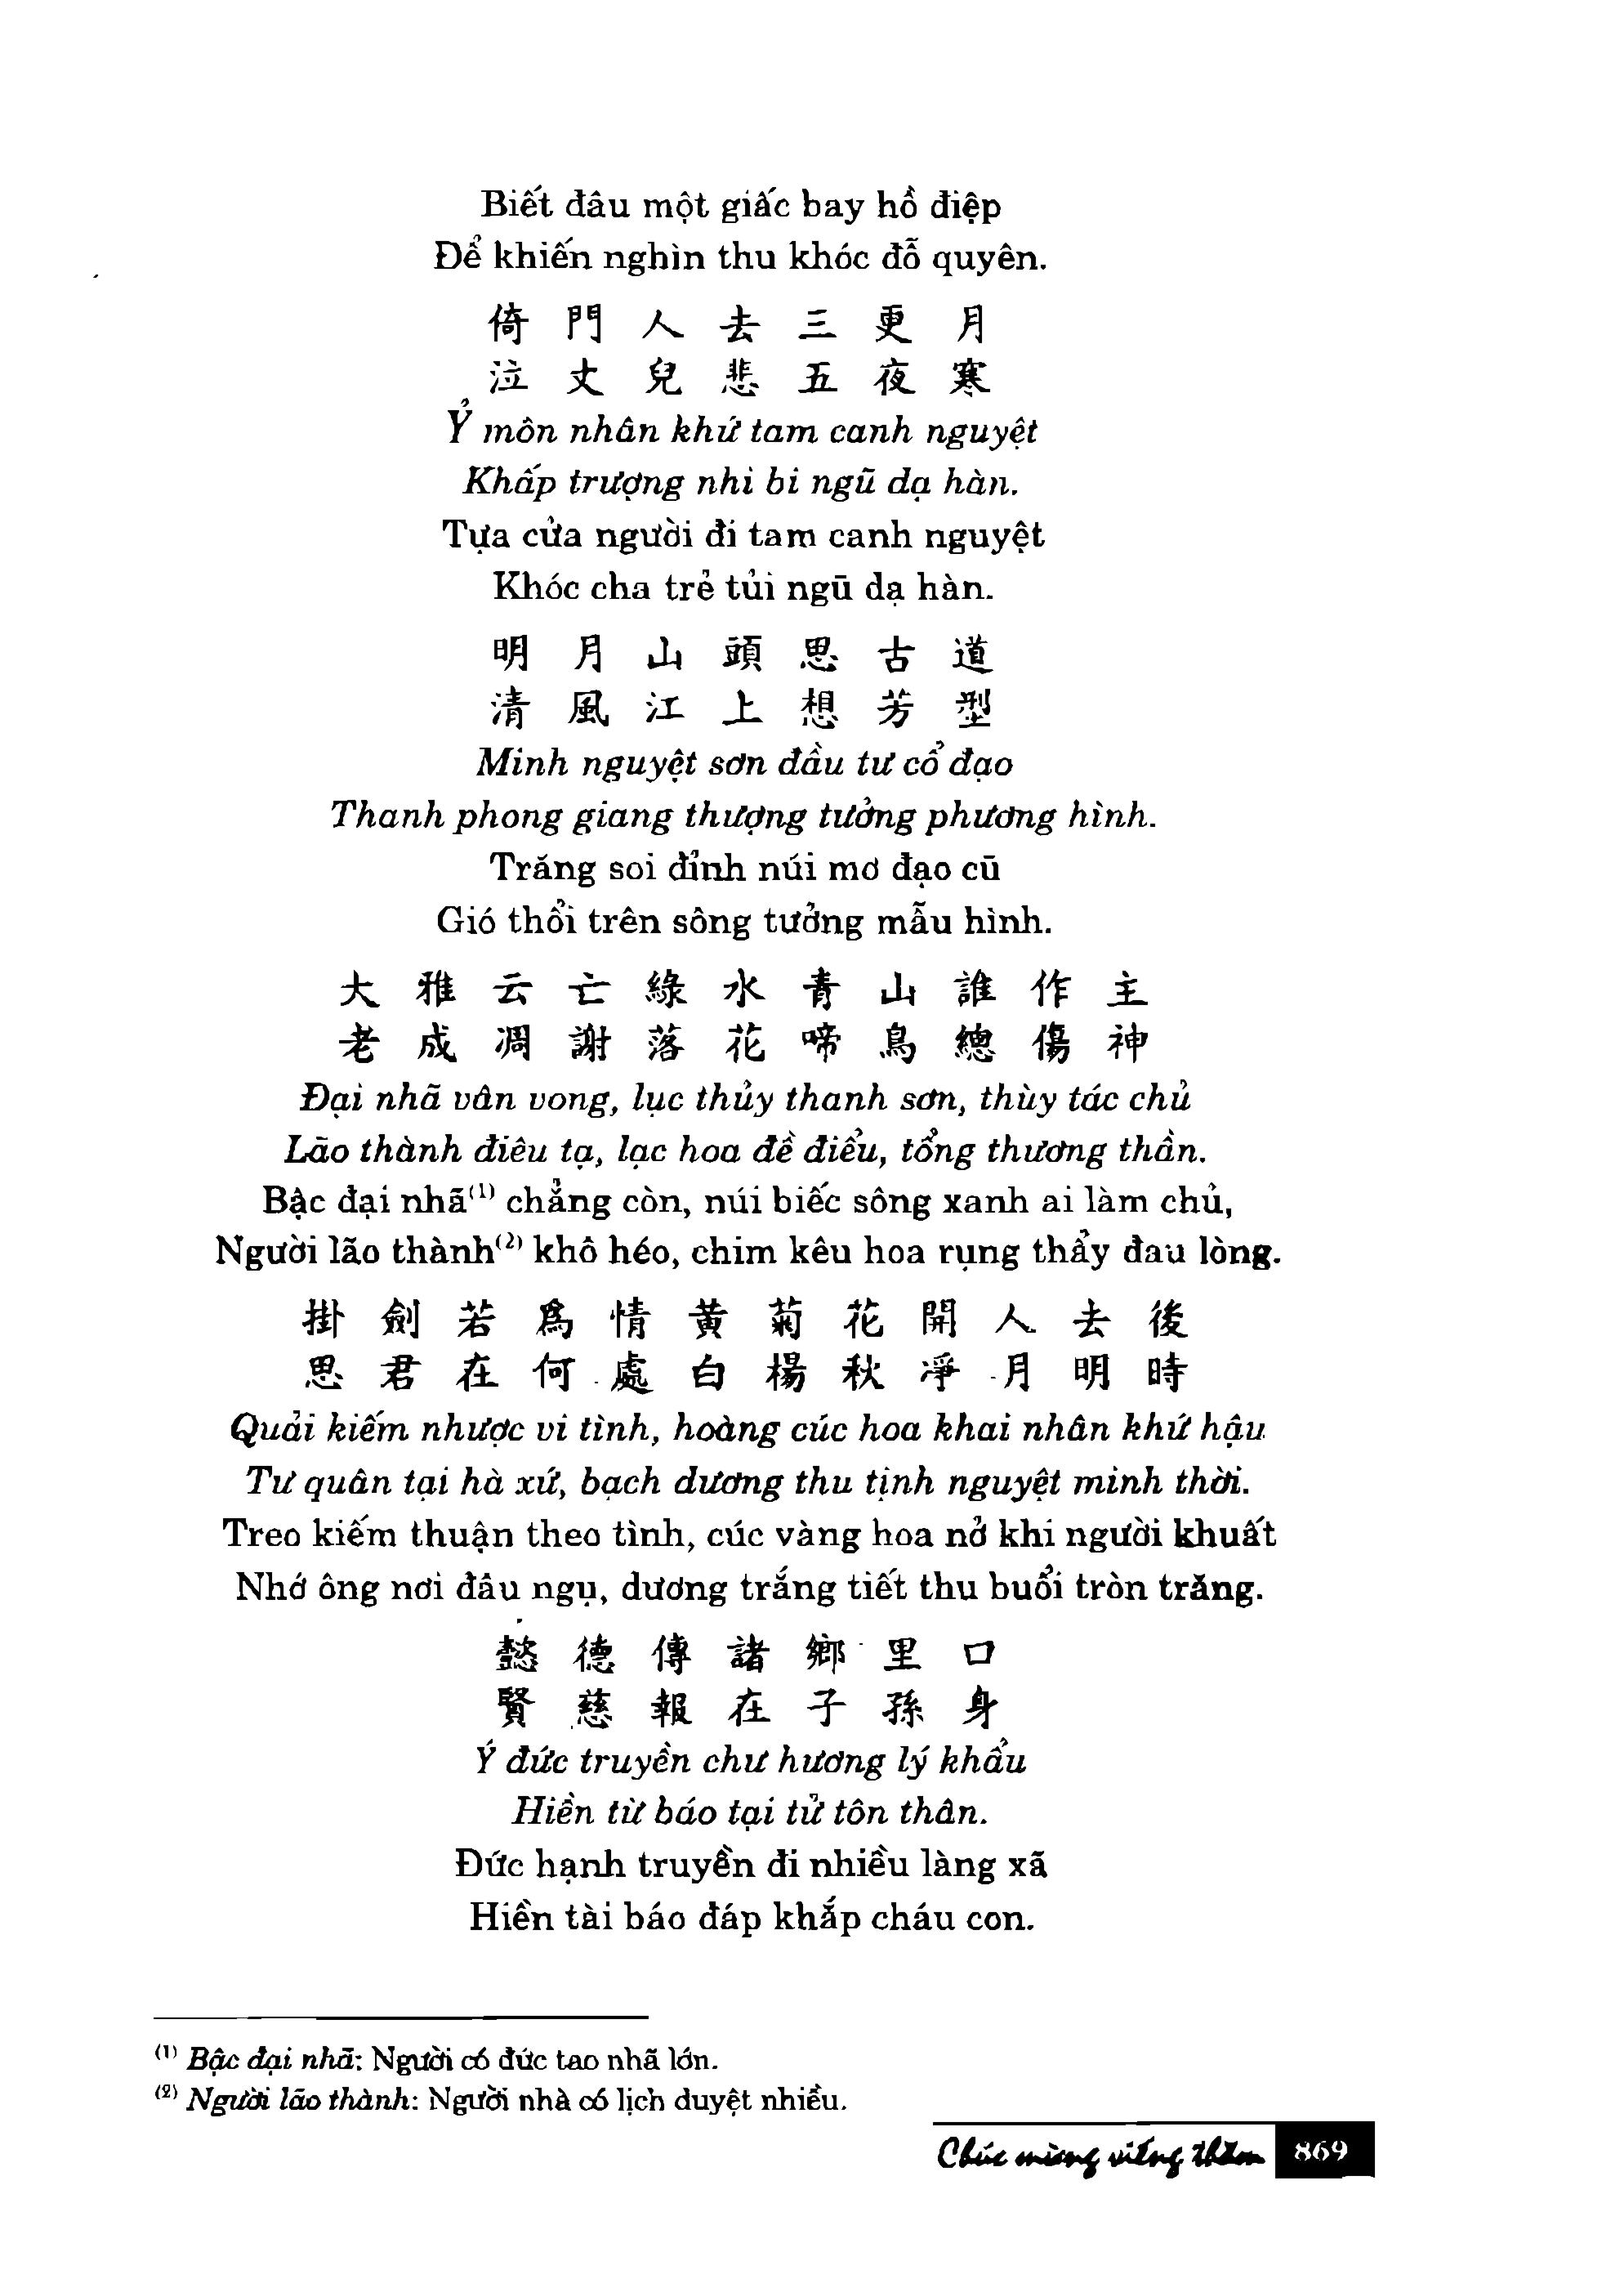 Biết đâu một giấc bay hồ điệp
Để khiến nghìn thu khóc đỗ quyên.
倚門人去三更月
泣丈兒悲五夜寒
Ỷ môn nhân khứ tam canh nguyệt
Khấp trượng nhi bi ngũ dạ hàn.
Tựa cửa người đi tam canh nguyệt
Khóc cha trẻ tủi ngũ dạ hàn.
明月山頭思古道
清風江上想芳型
Minh nguyệt sơn đầu tư cổ đạo
Thanh phong giang thượng tưởng phương hình.
Trăng soi đỉnh núi mơ đạo cũ
Gió thổi trên sông tưởng mẫu hình.
大雅云亡綠水青山誰作主
老成凋謝落花啼鳥總傷神
Đại nhã vân vong, lục thủy thanh sơn, thùy tác chủ
Lão thành điêu tạ, lạc hoa đề điểu, tổng thương thần.
Bậc đại nhã⁽¹⁾ chẳng còn, núi biếc sông xanh ai làm chủ,
Người lão thành⁽²⁾ khô héo, chim kêu hoa rụng thẩy đau lòng.
掛劍若為情黃菊花開人去後
思君在何處白楊秋淨月明時
Quải kiếm nhược vi tình, hoàng cúc hoa khai nhân khứ hậu
Tư quân tại hà xứ, bạch dương thu tịnh nguyệt minh thời.
Treo kiếm thuận theo tình, cúc vàng hoa nở khi người khuất
Nhớ ông nơi đâu ngụ, dương trắng tiết thu buổi tròn trăng.
懿德傳諸鄉里口
賢慈報在子孫身
Ý đức truyền chư hương lý khẩu
Hiền từ báo tại tử tôn thân.
Đức hạnh truyền đi nhiều làng xã
Hiền tài báo đáp khắp cháu con.
⁽¹⁾ Bậc đại nhã: Người có đức tao nhã lớn.
⁽²⁾ Người lão thành: Người nhà có lịch duyệt nhiều.
Chúc mừng viếng thăm 869